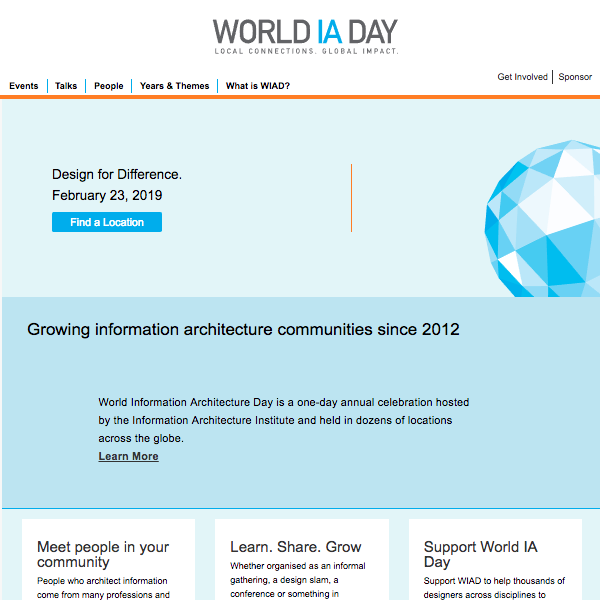 WORLD IA DAY
LOCAL CONNECTIONS. GLOBAL IMPACT.
Get Involved
Sponsor
Events
Talks
People
Years & Themes
What is WIAD?
Design for Difference.
February 23, 2019
Find a Location
Growing information architecture communities since 2012
World Information Architecture Day is a one-day annual celebration hosted
by the Information Architecture Institute and held in dozens of locations
across the globe.
Learn More
Meet people in your
community
People who architect information
come from many professions and
Learn. Share. Grow
Whether organised as an informal
gathering, a design slam, a
conference or something in
Support World IA
Day
Support WIAD to help thousands of
designers across disciplines to